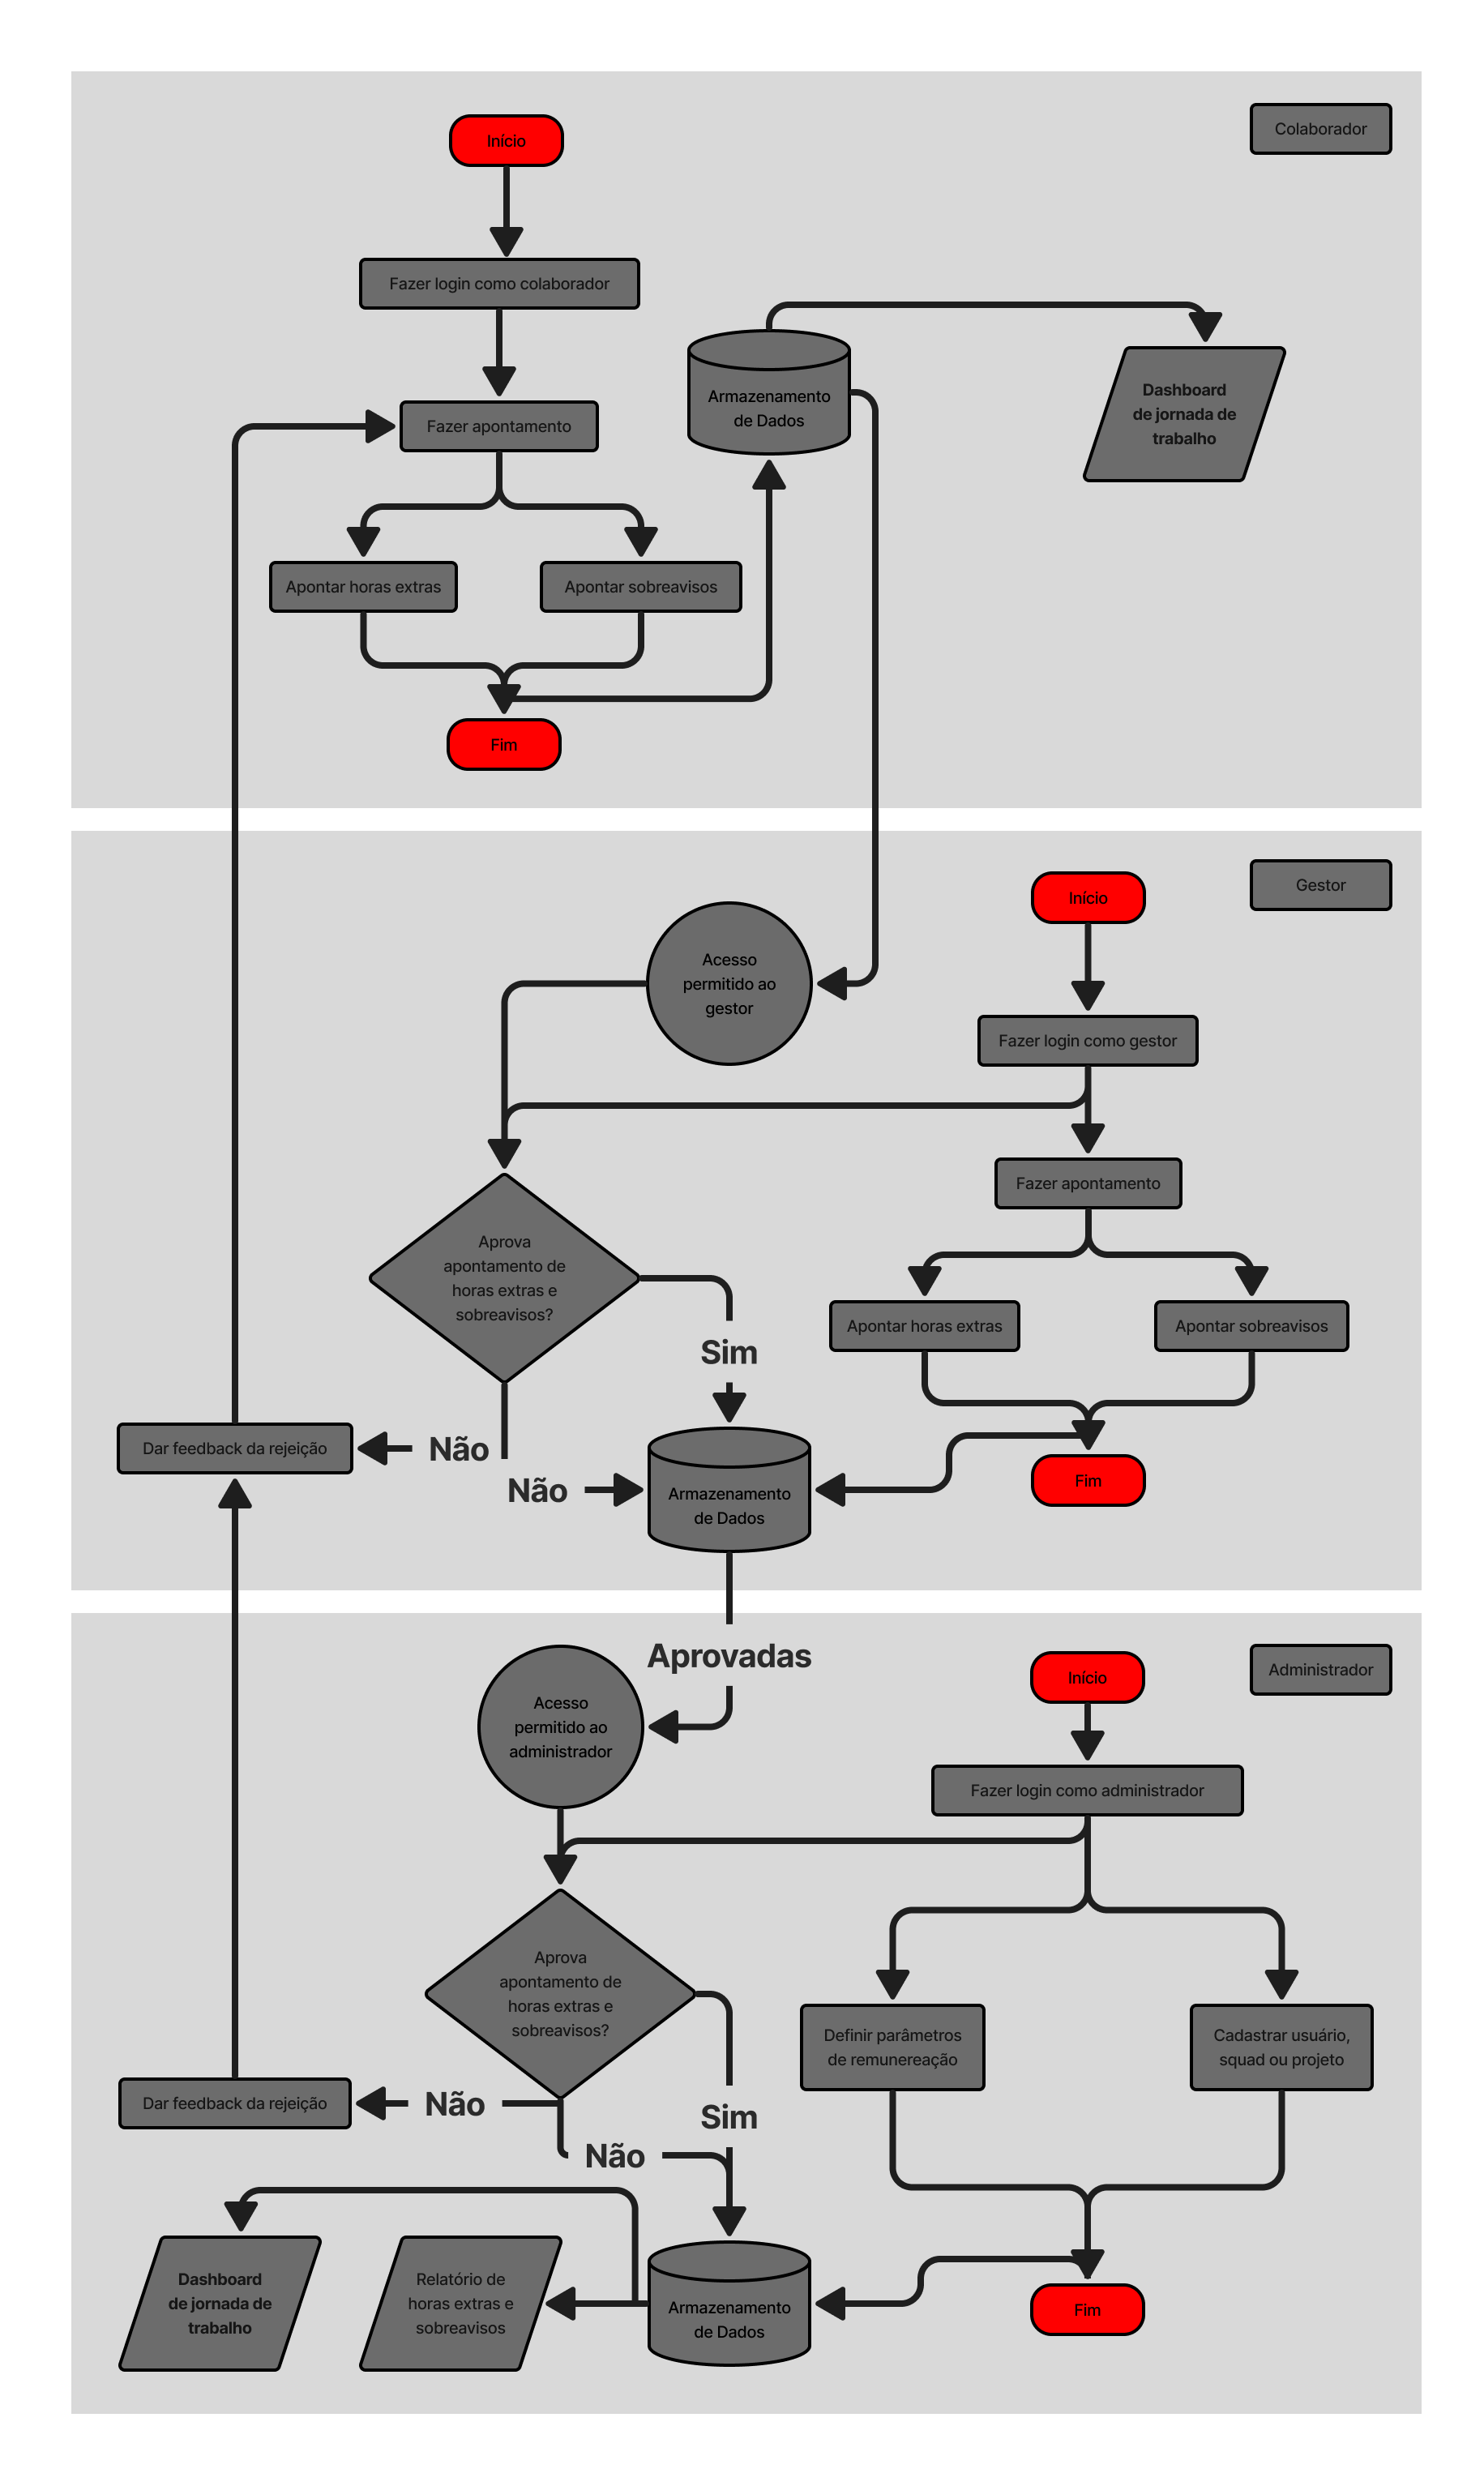 Início
Colaborador
Fazer login como colaborador
Armazenamento
de Dados
Dashboard
de jornada de
trabalho
Fazer apontamento
Apontar horas extras
Apontar sobreavisos
Fim
Gestor
Início
Acesso
permitido ao
gestor
Fazer login como gestor
Fazer apontamento
Aprova
apontamento de
horas extras e
sobreavisos?
Apontar horas extras
Apontar sobreavisos
Sim
Dar feedback da rejeição
Não
Não
Armazenamento
de Dados
Fim
Aprovadas
Administrador
Início
Acesso
permitido ao
administrador
Fazer login como administrador
Aprova
apontamento de
horas extras e
sobreavisos?
Definir parâmetros
de remunereação
Cadastrar usuário,
squad ou projeto
Dar feedback da rejeição
Não
Sim
Não
Dashboard
de jornada de
trabalho
Relatório de
horas extras e
sobreavisos
Armazenamento
de Dados
Fim